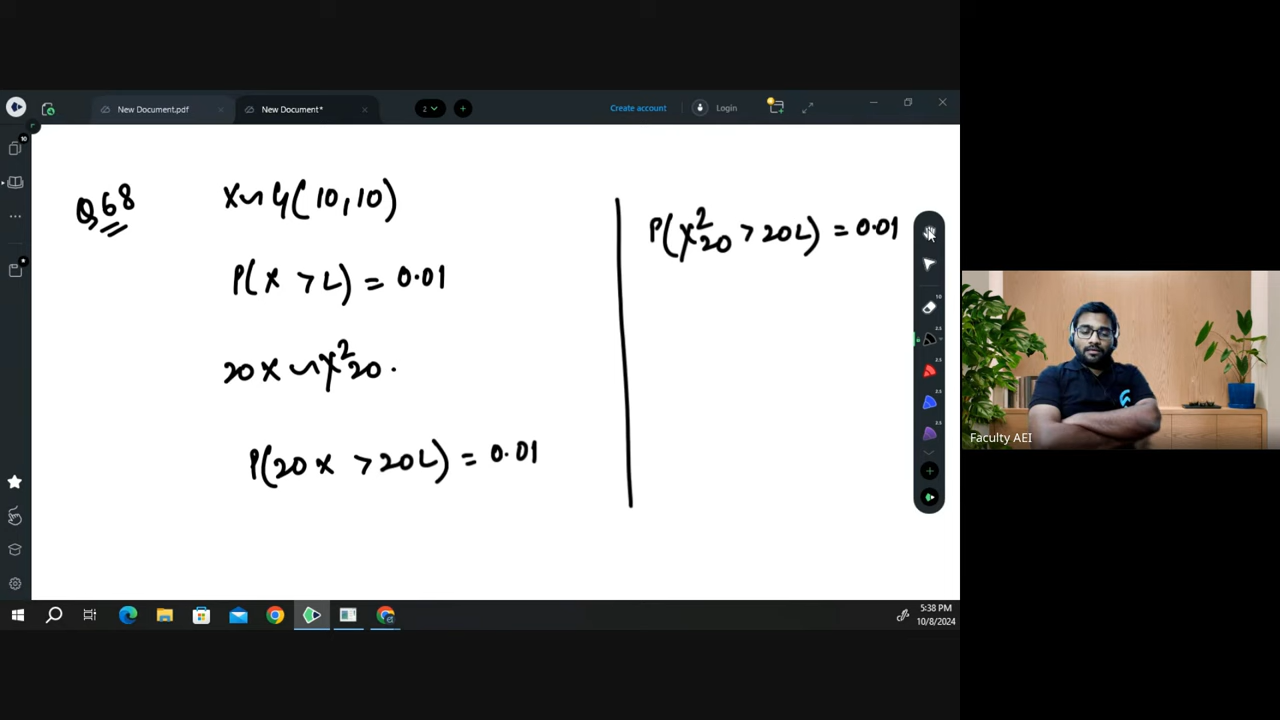 New Document.pdf
New Document*
2
Create account
Login
Q68
X~G(10,10)
P(X >L) = 0.01
20X ~ χ²20.
P(20X >20L) = 0.01
P(χ²20 >20L) = 0.01
Faculty AEI
5:38 PM
10/8/2024